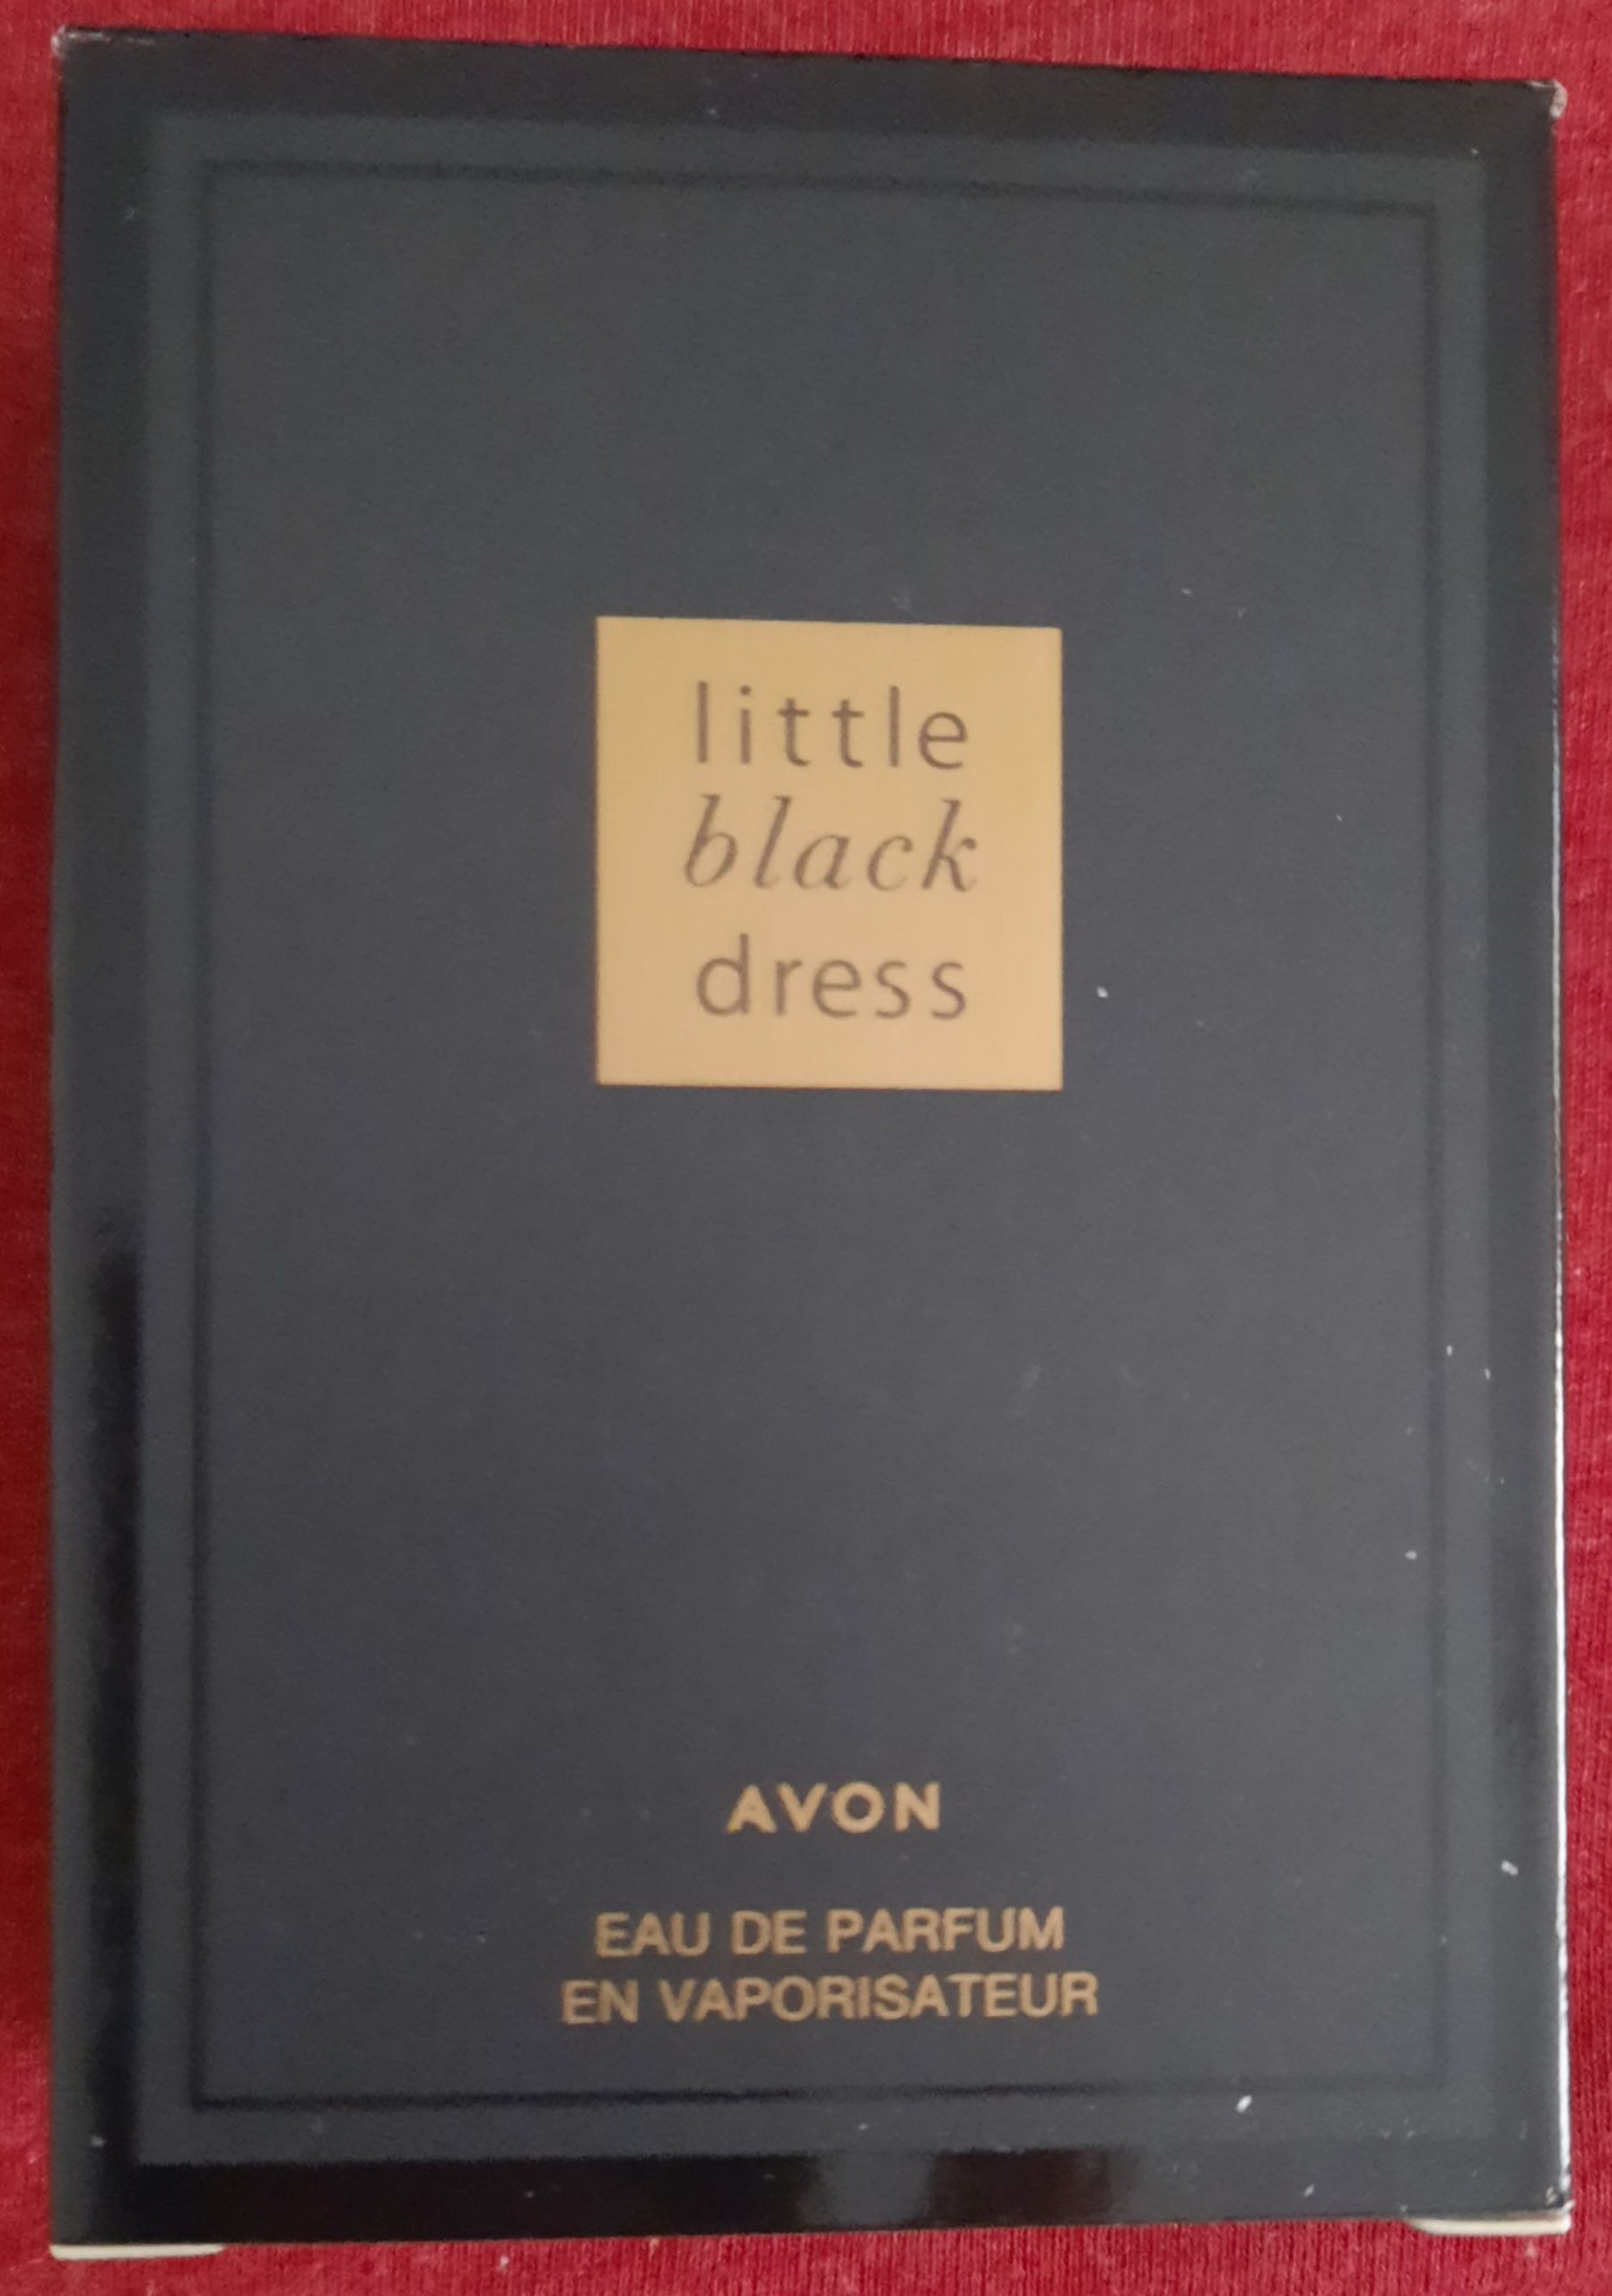 little
black
dress
AVON
EAU DE PARFUM
EN VAPORISATEUR